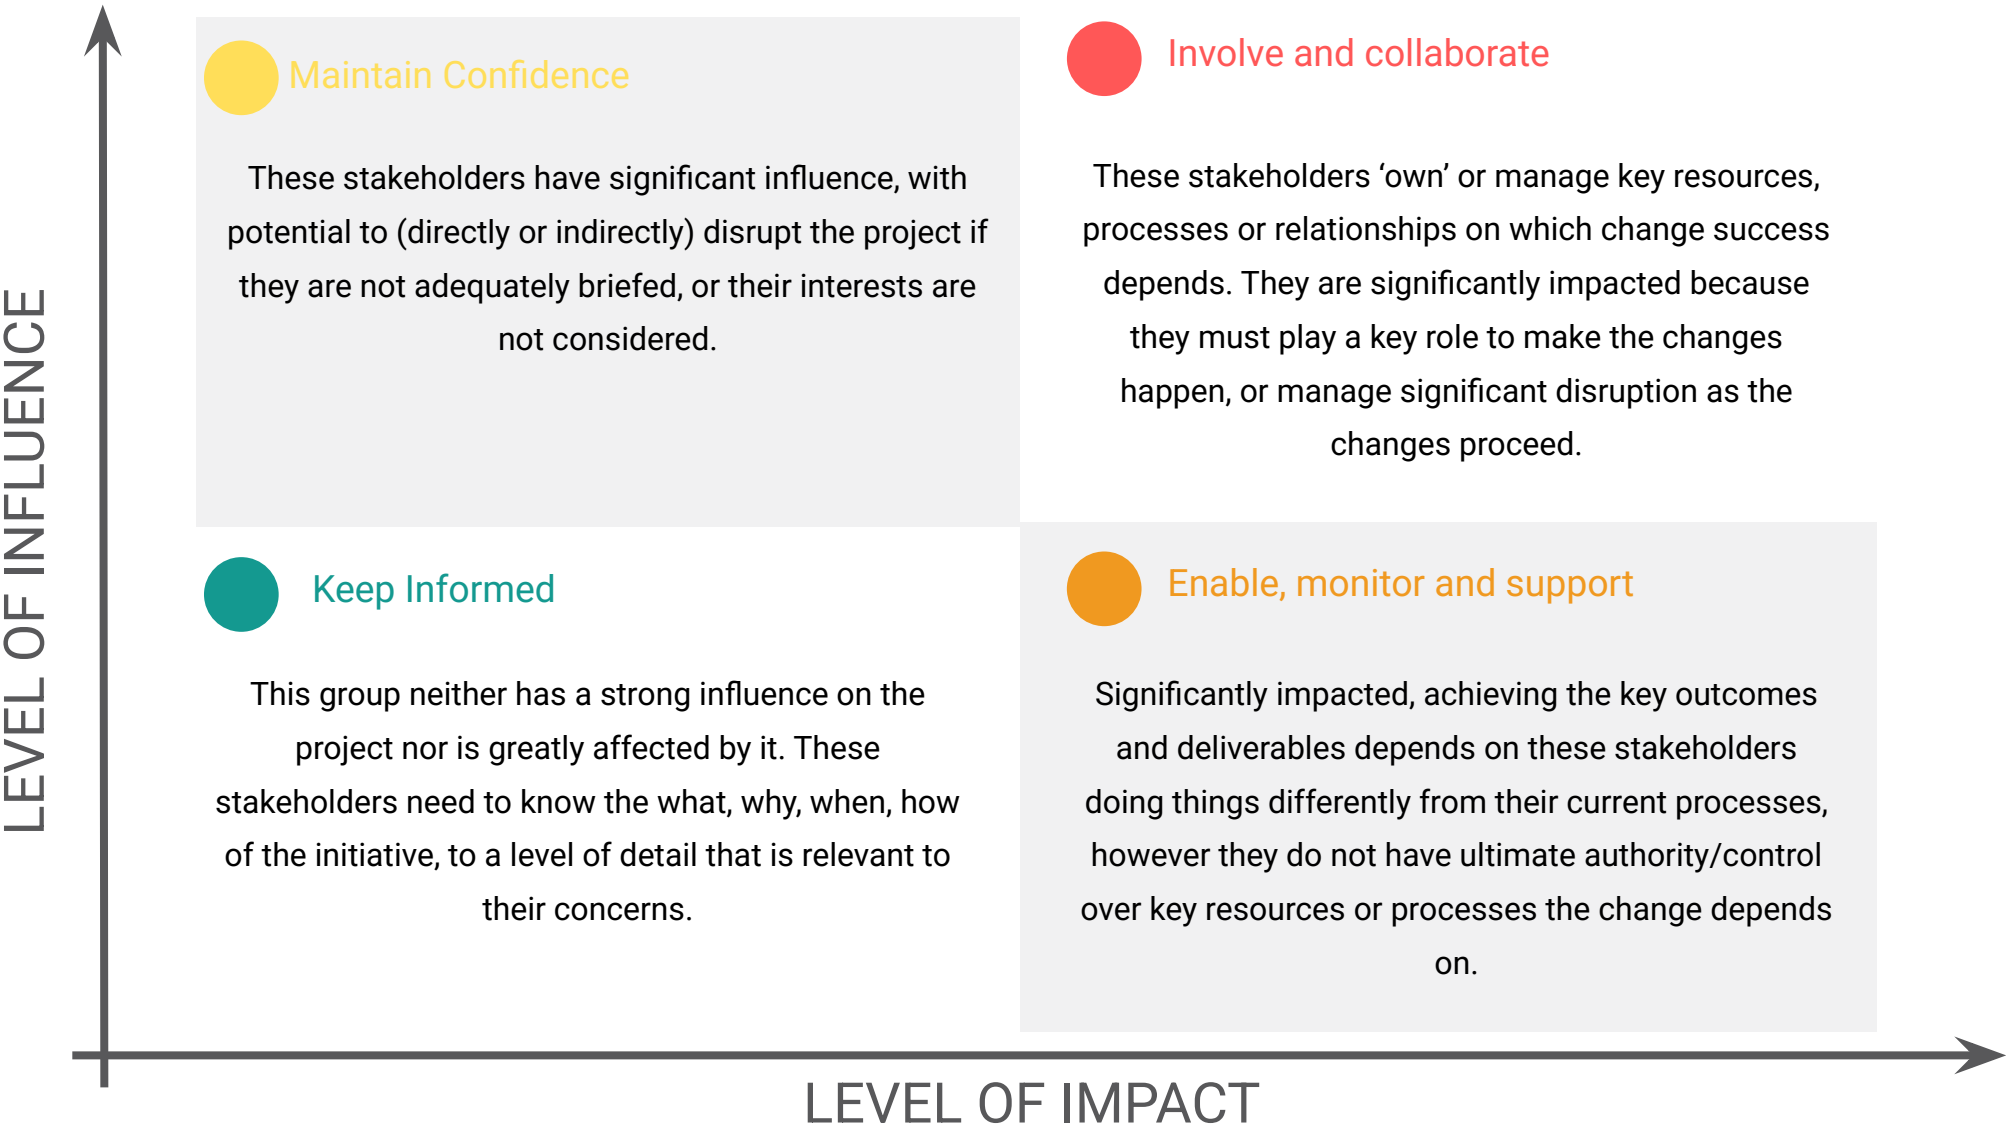 Maintain Confidence
These stakeholders have significant influence, with
potential to (directly or indirectly) disrupt the project if
they are not adequately briefed, or their interests are
not considered.
Involve and collaborate
These stakeholders ‘own’ or manage key resources,
processes or relationships on which change success
depends. They are significantly impacted because
they must play a key role to make the changes
happen, or manage significant disruption as the
changes proceed.
Keep Informed
This group neither has a strong influence on the
project nor is greatly affected by it. These
stakeholders need to know the what, why, when, how
of the initiative, to a level of detail that is relevant to
their concerns.
Enable, monitor and support
Significantly impacted, achieving the key outcomes
and deliverables depends on these stakeholders
doing things differently from their current processes,
however they do not have ultimate authority/control
over key resources or processes the change depends
on.
LEVEL OF INFLUENCE
LEVEL OF IMPACT